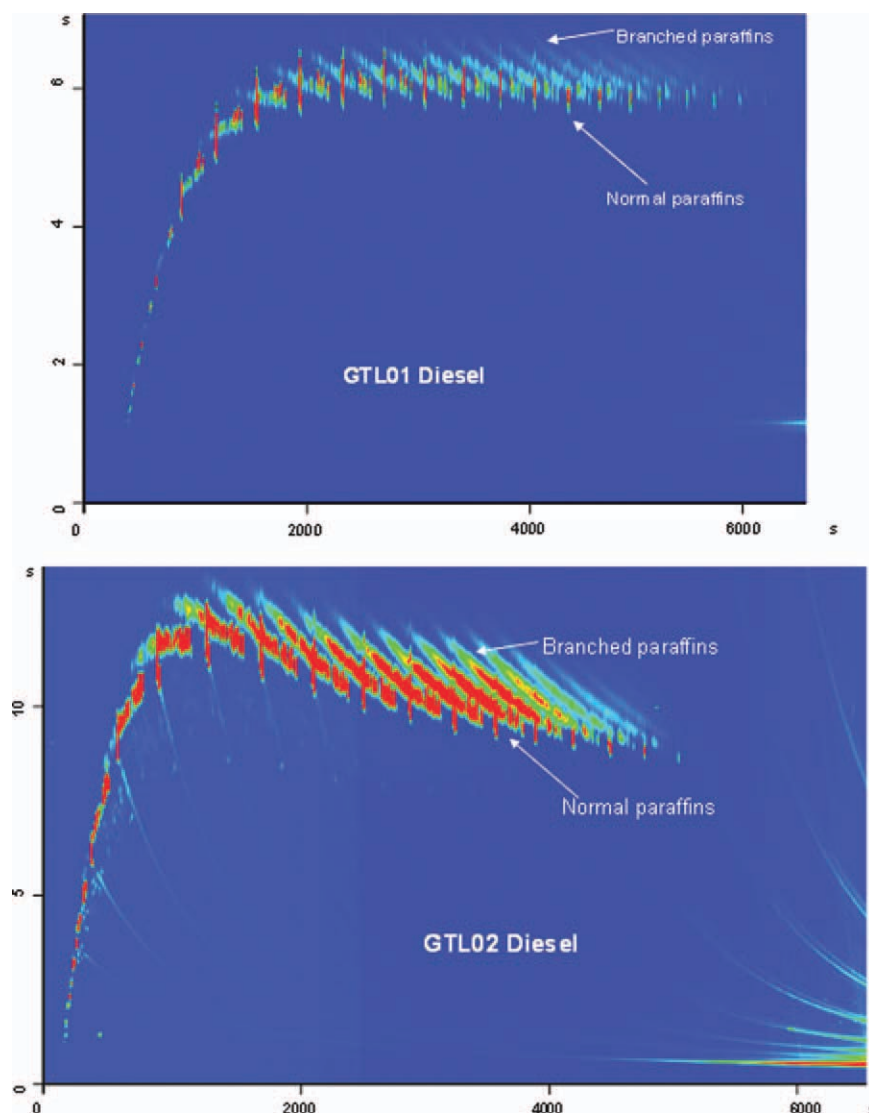 s
Branched paraffins
6
Normal paraffins
4
GTL01 Diesel
2
0
0 2000 4000 6000 s
s
Branched paraffins
10
Normal paraffins
5
GTL02 Diesel
0
0 2000 4000 6000